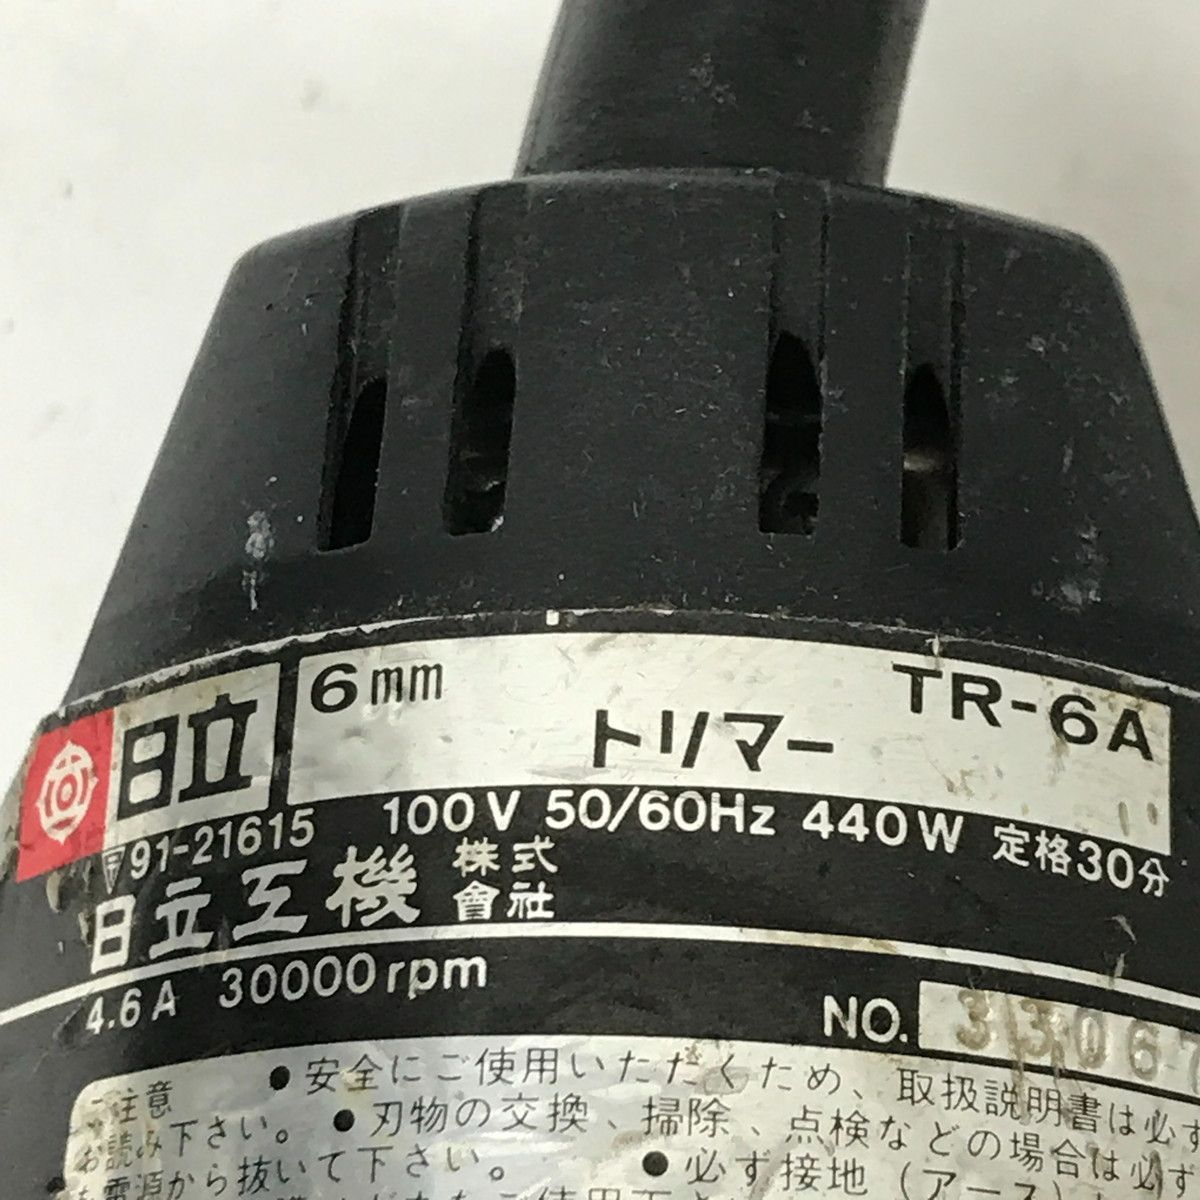 日立
6mm
トリマー
TR-6A
91-21615
100V 50/60Hz 440W 定格30分
日立工機 株式會社
4.6A 30000rpm
NO. 33067
ご注意
●安全にご使用いただくため、取扱説明書は必ず
お読み下さい。●刃物の交換、掃除、点検などの場合は必ず
電源から抜いて下さい。●必ず接地(アース)